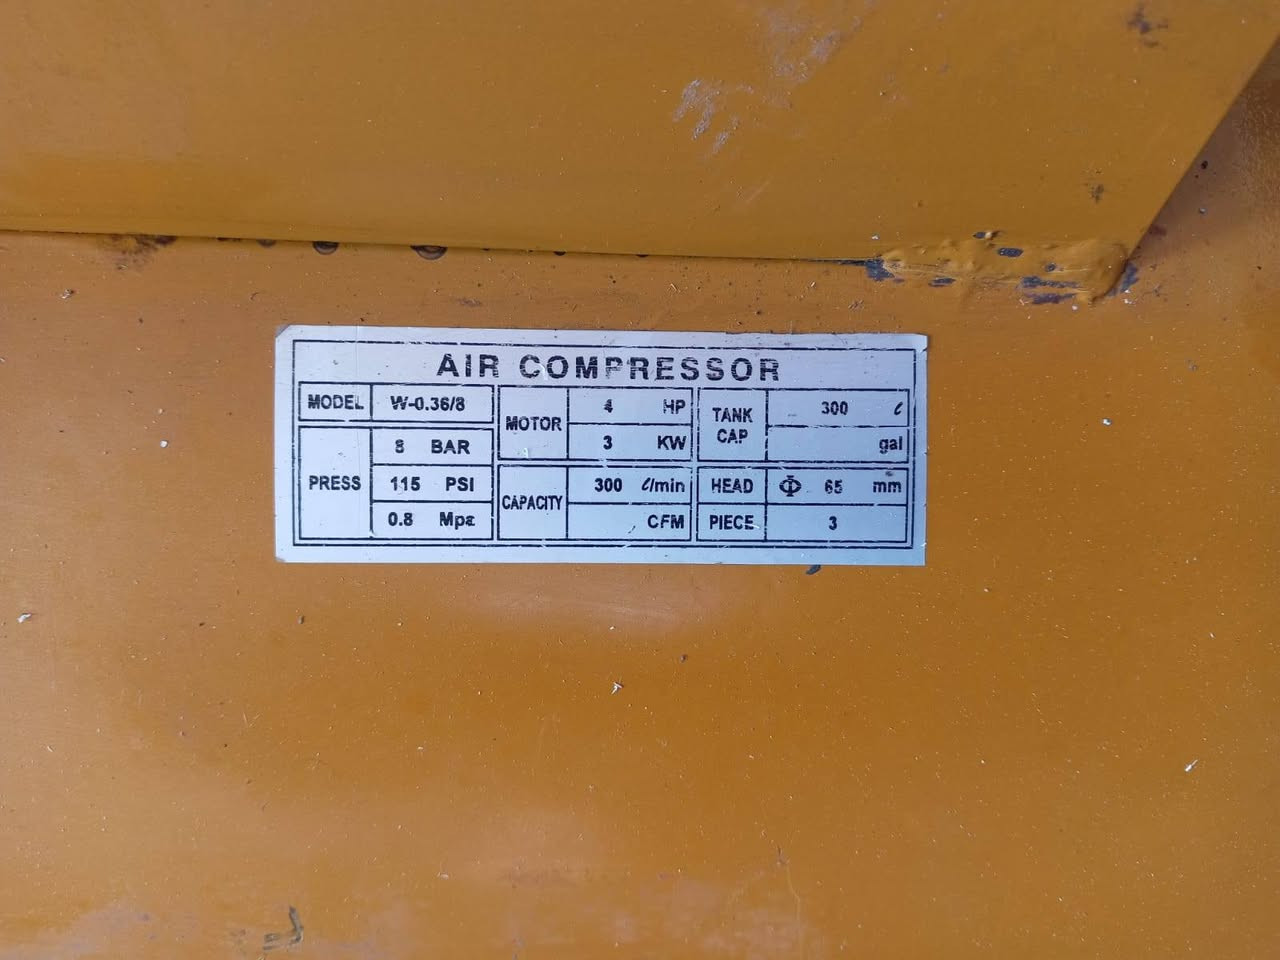 AIR COMPRESSOR
MODEL W-0.36/8
PRESS
8 BAR
115 PSI
0.8 Mpa
MOTOR
4 HP
3 KW
CAPACITY
300 ℓ/min
CFM
TANK
CAP
300 ℓ
gal
HEAD Φ 65 mm
PIECE 3